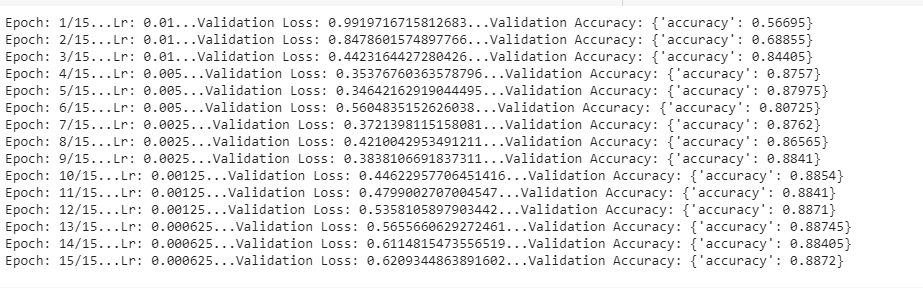 Epoch: 1/15...Lr: 0.01...Validation Loss: 0.9919716715812683...Validation Accuracy: {'accuracy': 0.56695}
Epoch: 2/15...Lr: 0.01...Validation Loss: 0.8478601574897766...Validation Accuracy: {'accuracy': 0.68855}
Epoch: 3/15...Lr: 0.01...Validation Loss: 0.4423164427280426...Validation Accuracy: {'accuracy': 0.84405}
Epoch: 4/15...Lr: 0.005...Validation Loss: 0.35376760363578796...Validation Accuracy: {'accuracy': 0.8757}
Epoch: 5/15...Lr: 0.005...Validation Loss: 0.34642162919044495...Validation Accuracy: {'accuracy': 0.87975}
Epoch: 6/15...Lr: 0.005...Validation Loss: 0.5604835152626038...Validation Accuracy: {'accuracy': 0.80725}
Epoch: 7/15...Lr: 0.0025...Validation Loss: 0.3721398115158081...Validation Accuracy: {'accuracy': 0.8762}
Epoch: 8/15...Lr: 0.0025...Validation Loss: 0.4210042953491211...Validation Accuracy: {'accuracy': 0.86565}
Epoch: 9/15...Lr: 0.0025...Validation Loss: 0.3838106691837311...Validation Accuracy: {'accuracy': 0.8841}
Epoch: 10/15...Lr: 0.00125...Validation Loss: 0.44622957706451416...Validation Accuracy: {'accuracy': 0.8854}
Epoch: 11/15...Lr: 0.00125...Validation Loss: 0.4799002707004547...Validation Accuracy: {'accuracy': 0.8841}
Epoch: 12/15...Lr: 0.00125...Validation Loss: 0.5358105897903442...Validation Accuracy: {'accuracy': 0.8871}
Epoch: 13/15...Lr: 0.000625...Validation Loss: 0.5655660629272461...Validation Accuracy: {'accuracy': 0.88745}
Epoch: 14/15...Lr: 0.000625...Validation Loss: 0.6114815473556519...Validation Accuracy: {'accuracy': 0.88405}
Epoch: 15/15...Lr: 0.000625...Validation Loss: 0.6209344863891602...Validation Accuracy: {'accuracy': 0.8872}